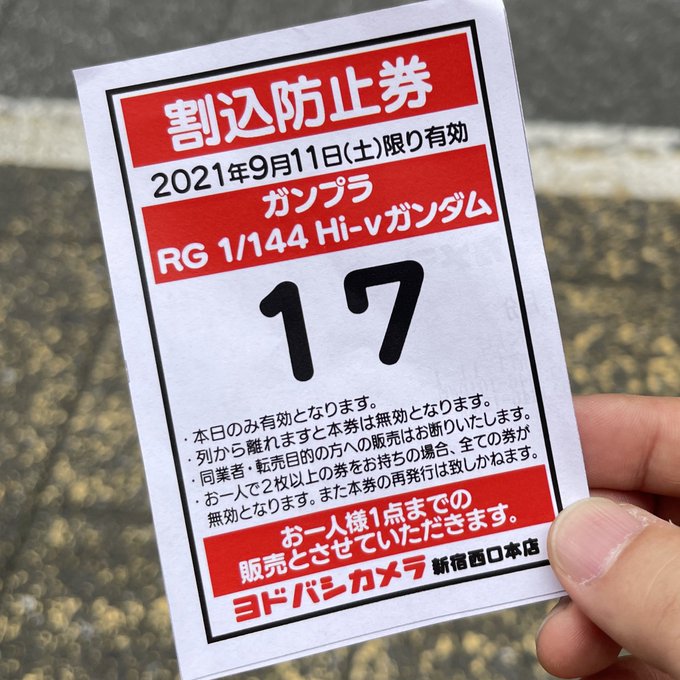 割込防止券
2021年9月11日(土)限り有効
ガンプラ
RG 1/144 Hi-νガンダム
17
・本日のみ有効となります。
・列から離れますと本券は無効となります。
・同業者・転売目的の方への販売はお断りいたします。
・お一人で2枚以上の券をお持ちの場合、全ての券が
無効となります。また本券の再発行は致しかねます。
お一人様1点までの
販売とさせていただきます。
ヨドバシカメラ 新宿西口本店